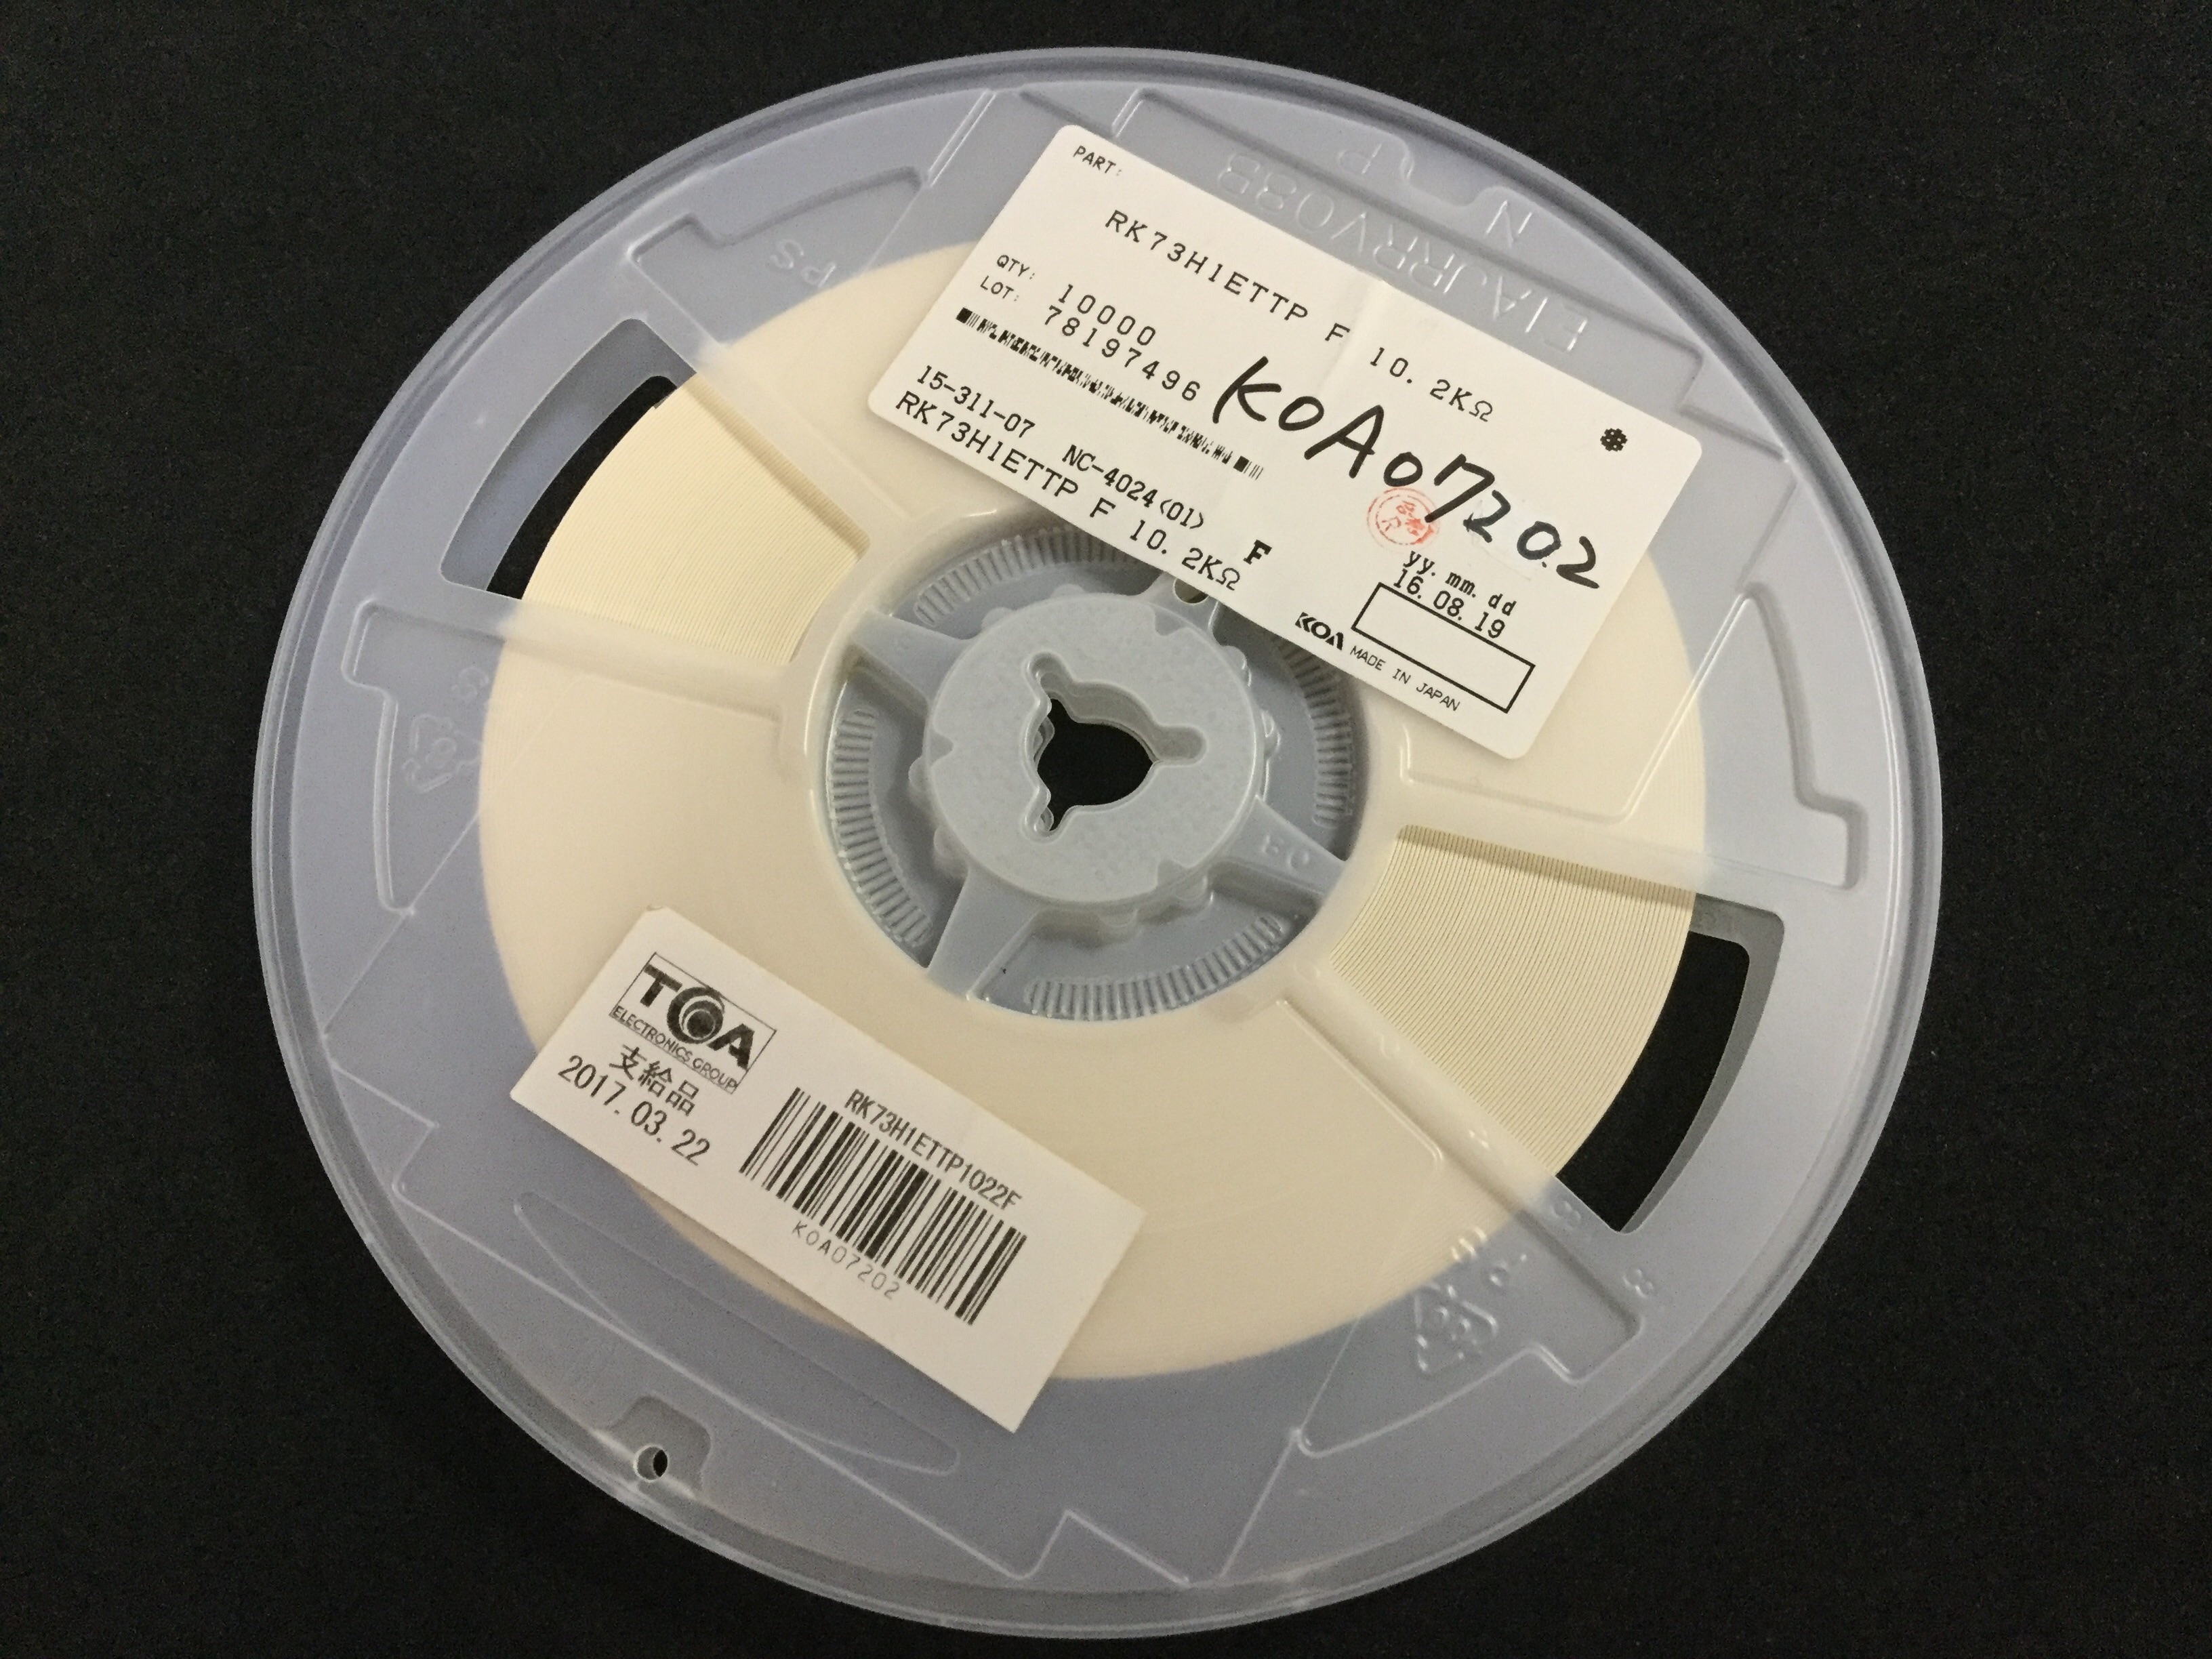 PART:
RK73H1ETTP F 10.2KΩ
QTY: 10000
LOT: 78197496
KOA07202
15-311-07 NC-4024(01)
RK73H1ETTP F 10.2KΩ
F
yy.mm.dd
16.08.19
KOA MADE IN JAPAN
EIAJRRV08B
N P
PS
PS
08
TOA
ELECTRONICS GROUP
支給品
2017.03.22
RK73H1ETTP1022F
KOA07202